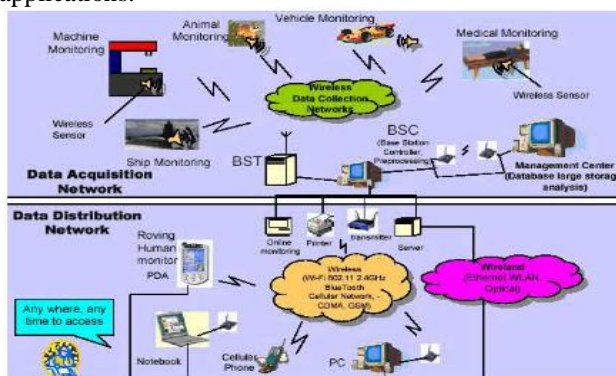 applications.
Machine
Monitoring
Animal
Monitoring
Vehicle Monitoring
Medical Monitoring
Wireless
Data Collection
Networks
Wireless
Sensor
Wireless Sensor
Ship Monitoring
BST
BSC
(Base Station
Controller,
Preprocessing)
Management Center
(Database large storag
analysis)
Data Acquisition
Network
Data Distribution
Network
Roving
Human
monitor
PDA
Online
monitoring
Printer
transmitter
Server
Wireless
(Wi-Fi 802.11 2.4GHz
BlueTooth
Cellular Network, -
CDMA, GSM)
Wireland
(Ethernet WLAN,
Optical)
Any where, any
time to access
Notebook
Cellular
Phone
PC